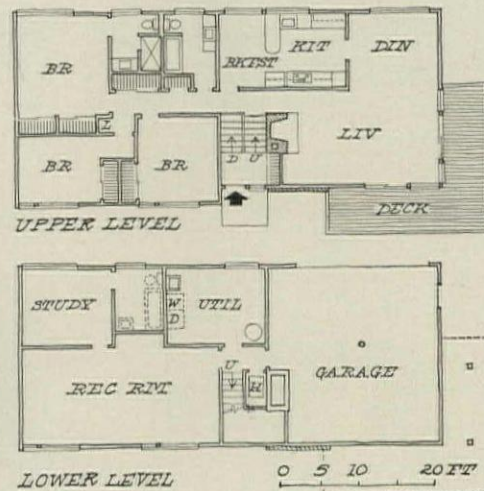 BR
BKFST
KIT
DIN
L
BR
BR
D U
LIV
DECK
UPPER LEVEL
STUDY
W
D
UTIL
REC RM
U
H
GARAGE
LOWER LEVEL
0 5 10 20 FT